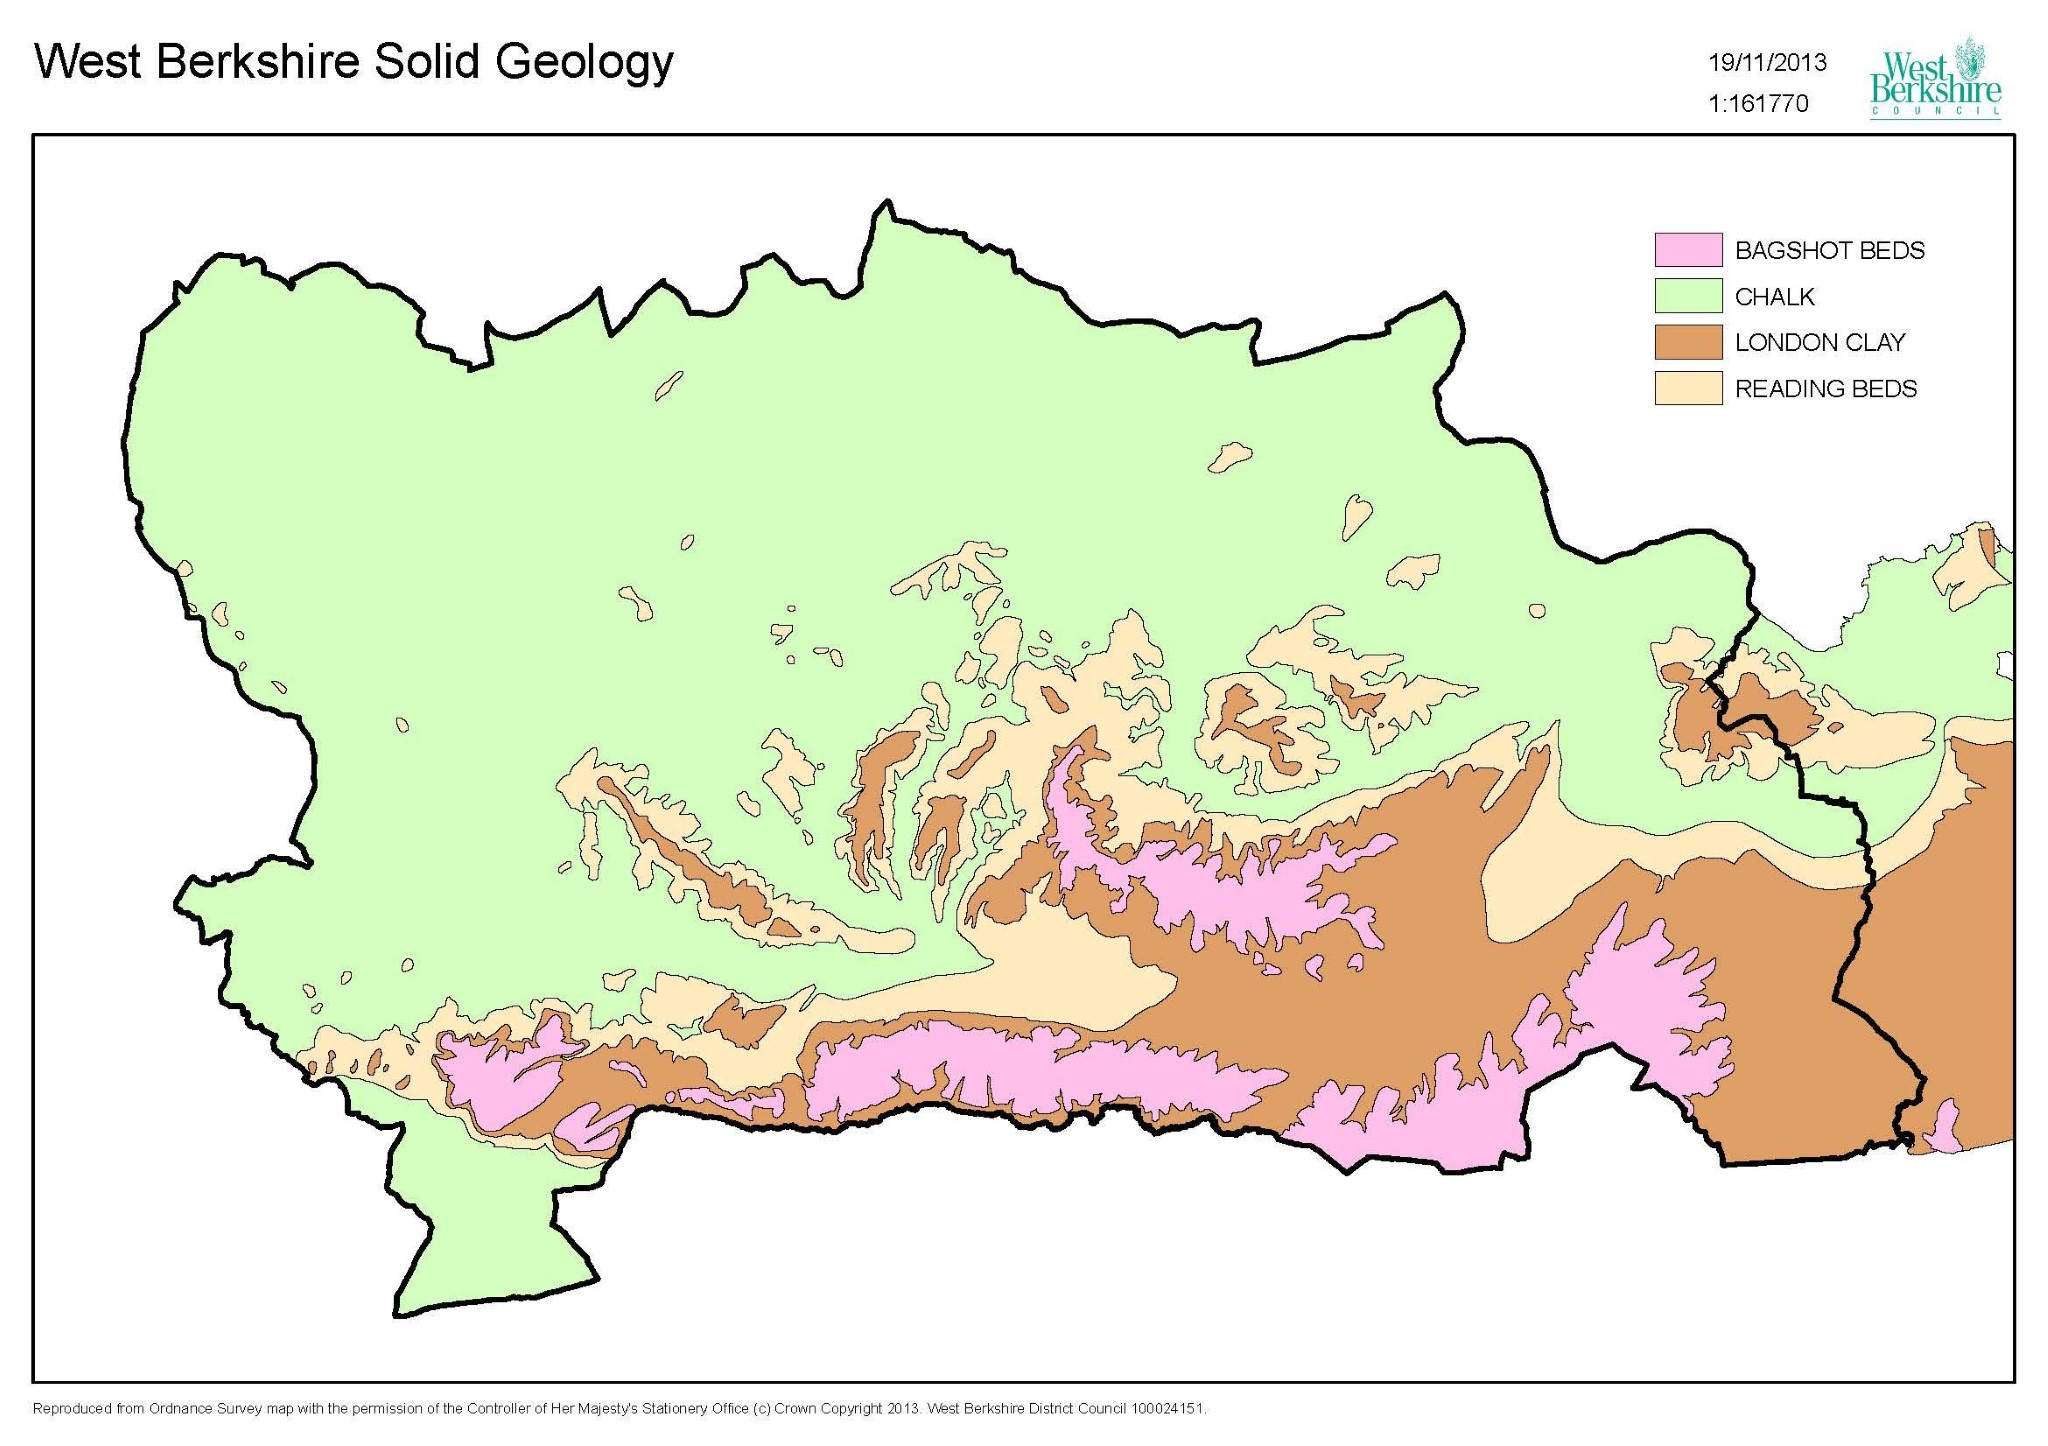 West Berkshire Solid Geology
19/11/2013
1:161770
West
Berkshire
COUNCIL
BAGSHOT BEDS
CHALK
LONDON CLAY
READING BEDS
Reproduced from Ordnance Survey map with the permission of the Controller of Her Majesty's Stationery Office (c) Crown Copyright 2013. West Berkshire District Council 100024151.